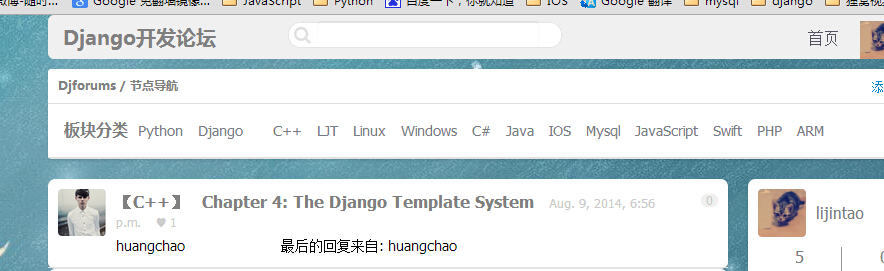 Google 免翻墙镜像... JavaScript Python 百度一下，你就知道 IOS Google 翻译 mysql django
Django开发论坛 首页
Djforums / 节点导航 添
板块分类 Python Django C++ LJT Linux Windows C# Java IOS Mysql JavaScript Swift PHP ARM
【C++】 Chapter 4: The Django Template System Aug. 9, 2014, 6:56 0
p.m. 1
huangchao 最后的回复来自: huangchao
lijintao
5